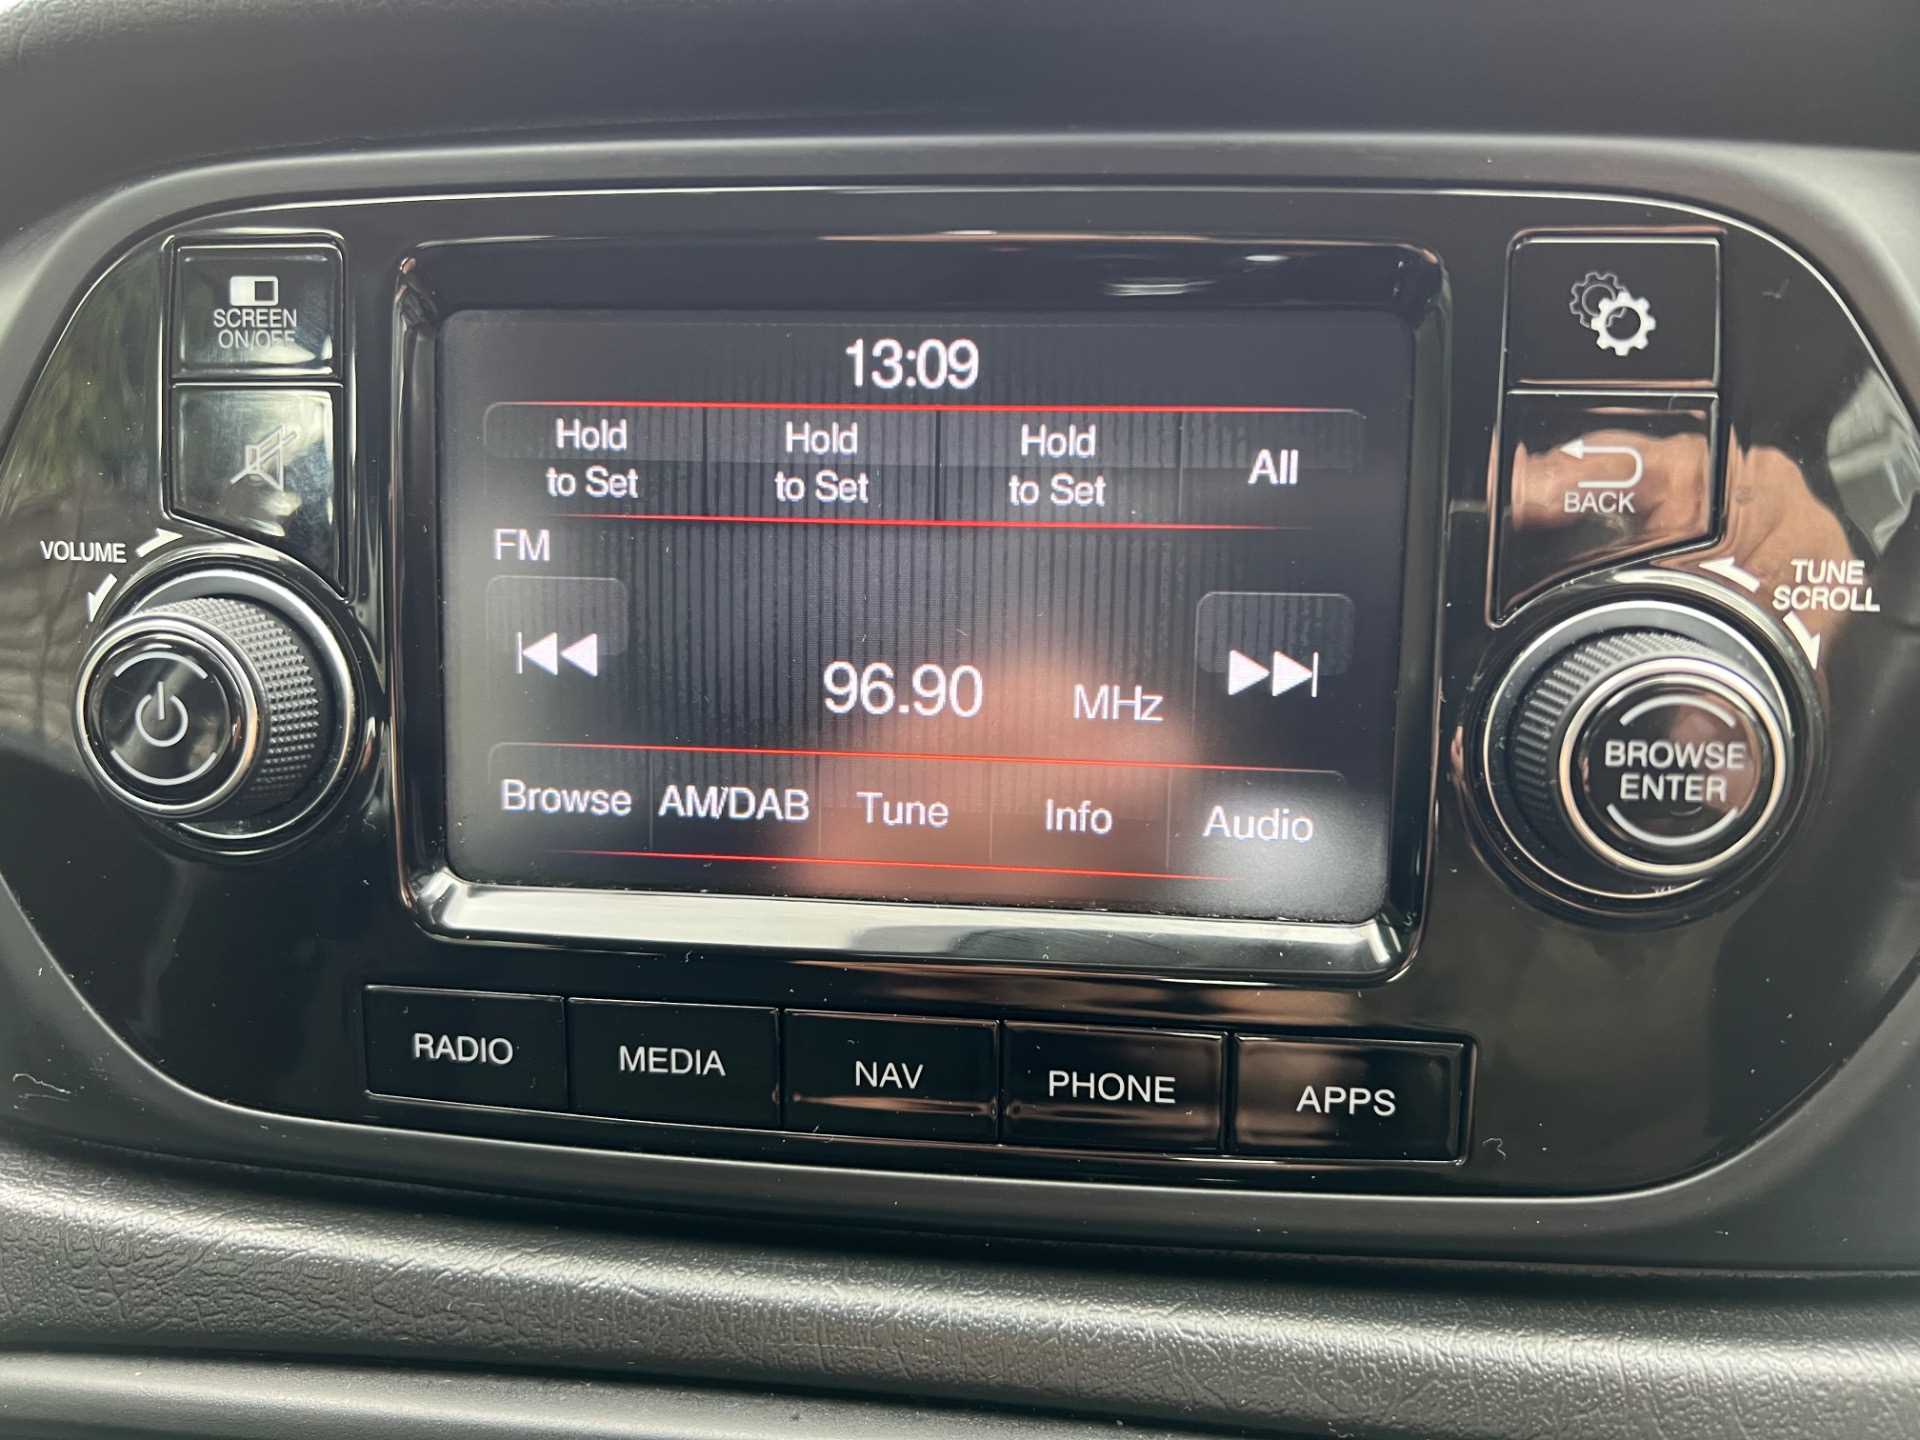 SCREEN
ON/OFF
VOLUME
13:09
Hold
to Set
Hold
to Set
Hold
to Set
All
FM
96.90 MHz
Browse AM/DAB Tune Info Audio
BACK
TUNE
SCROLL
BROWSE
ENTER
RADIO MEDIA NAV PHONE APPS